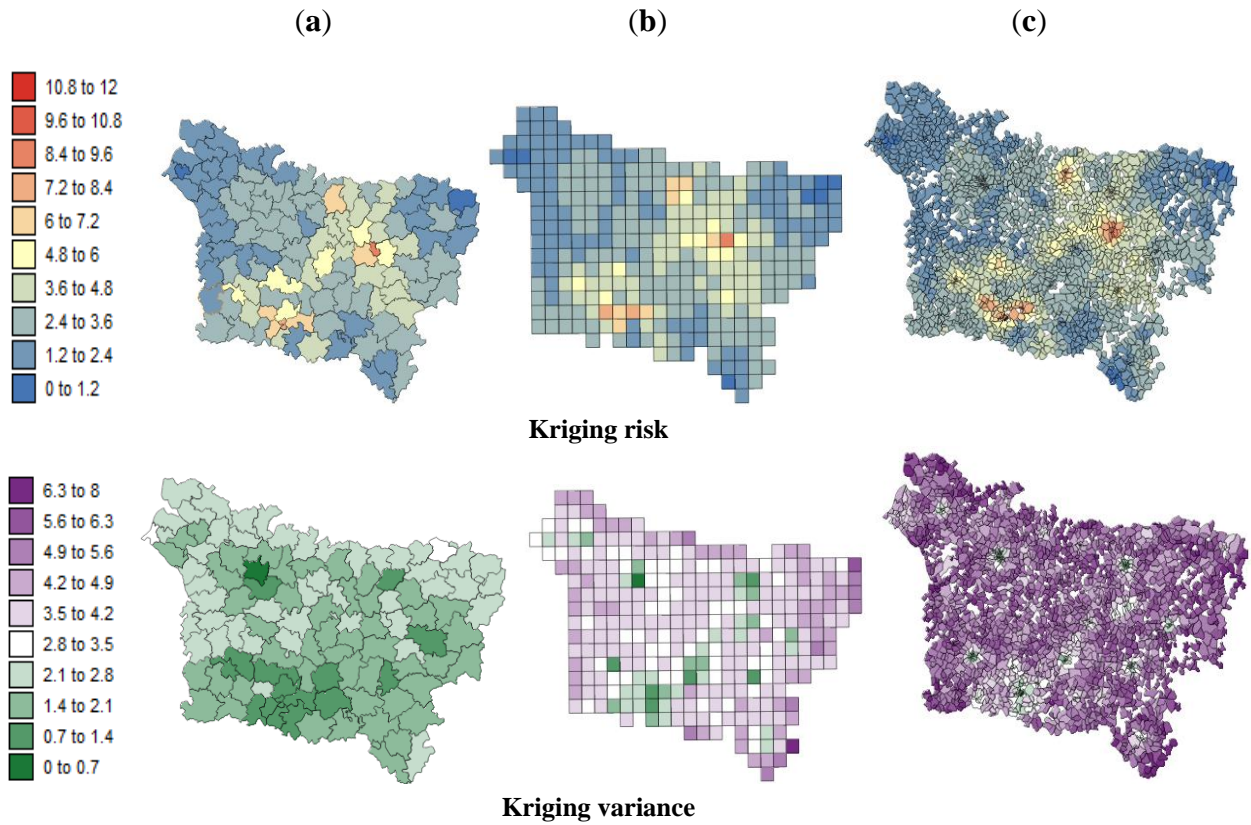 (a) (b) (c)
10.8 to 12
9.6 to 10.8
8.4 to 9.6
7.2 to 8.4
6 to 7.2
4.8 to 6
3.6 to 4.8
2.4 to 3.6
1.2 to 2.4
0 to 1.2
Kriging risk
6.3 to 8
5.6 to 6.3
4.9 to 5.6
4.2 to 4.9
3.5 to 4.2
2.8 to 3.5
2.1 to 2.8
1.4 to 2.1
0.7 to 1.4
0 to 0.7
Kriging variance